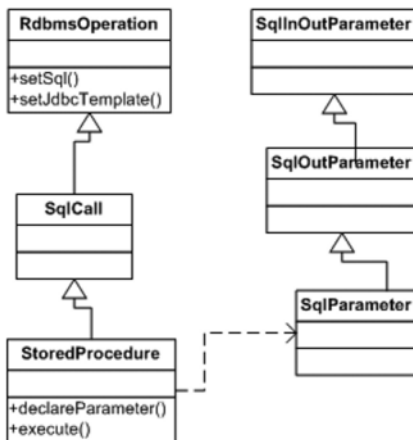 RdbmsOperation
+setSql()
+setJdbcTemplate()
SqlCall
StoredProcedure
+declareParameter()
+execute()
SqlInOutParameter
SqlOutParameter
SqlParameter